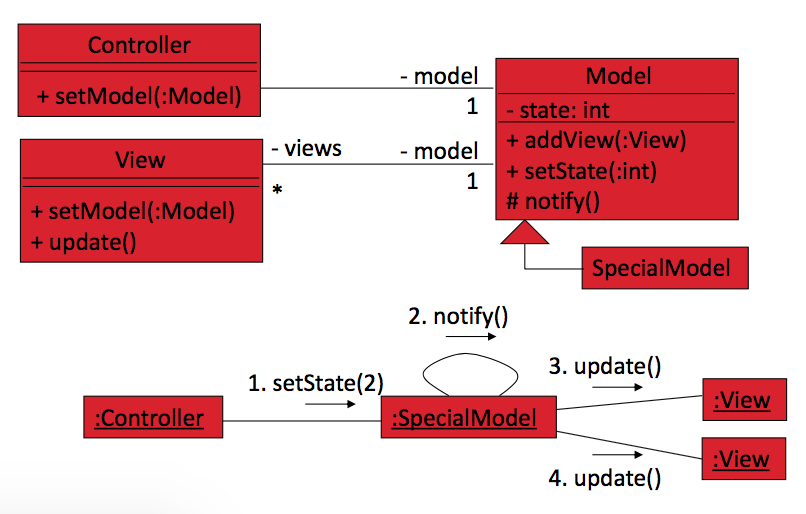 Controller
+ setModel(:Model)
- model
1
Model
- state: int
+ addView(:View)
+ setState(:int)
# notify()
View
+ setModel(:Model)
+ update()
- views
*
- model
1
SpecialModel
2. notify()
1. setState(2)
3. update()
:Controller
:SpecialModel
:View
:View
4. update()